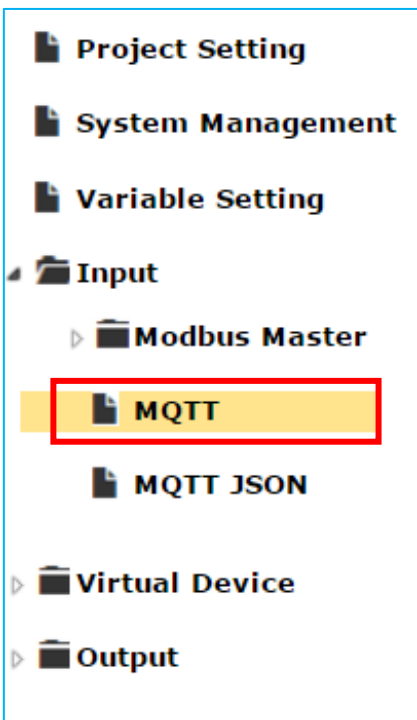 Project Setting
System Management
Variable Setting
Input
Modbus Master
MQTT
MQTT JSON
Virtual Device
Output